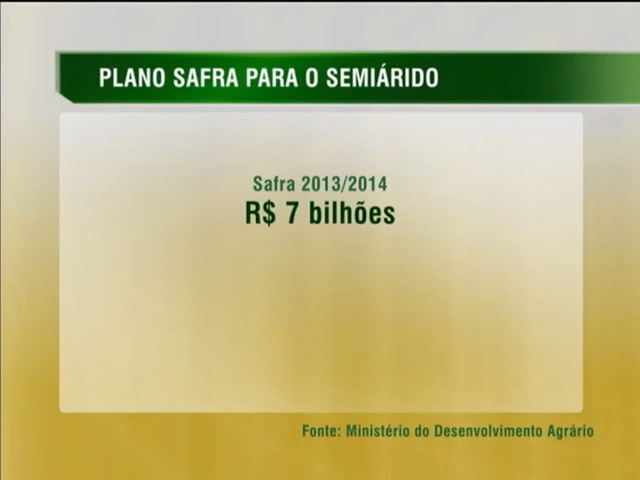 PLANO SAFRA PARA O SEMIÁRIDO
Safra 2013/2014
R$ 7 bilhões
Fonte: Ministério do Desenvolvimento Agrário